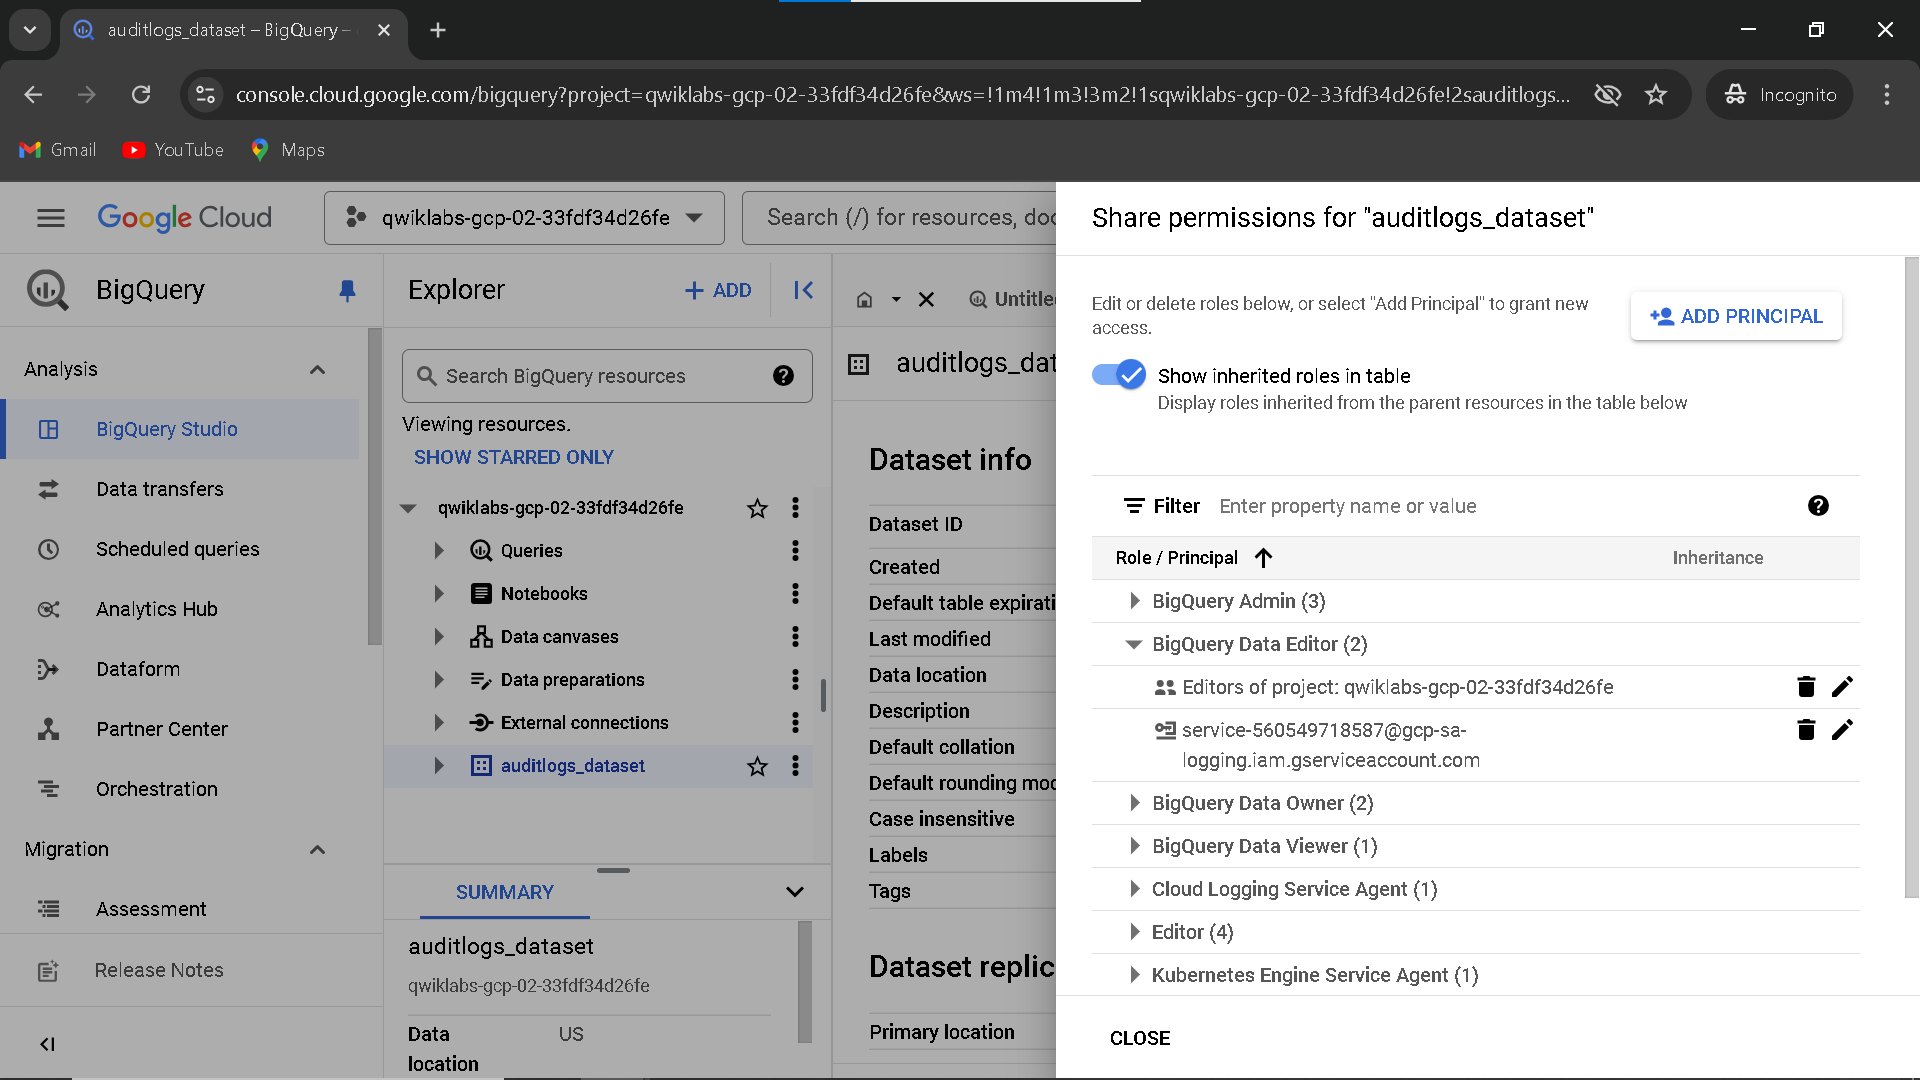 auditlogs_dataset – BigQuery –
console.cloud.google.com/bigquery?project=qwiklabs-gcp-02-33fdf34d26fe&ws=!1m4!1m3!3m2!1sqwiklabs-gcp-02-33fdf34d26fe!2sauditlogs...
Incognito
Gmail
YouTube
Maps
Google Cloud
qwiklabs-gcp-02-33fdf34d26fe
Search (/) for resources, doc
BigQuery
Analysis
BigQuery Studio
Data transfers
Scheduled queries
Analytics Hub
Dataform
Partner Center
Orchestration
Migration
Assessment
Release Notes
Explorer
ADD
Search BigQuery resources
Viewing resources.
SHOW STARRED ONLY
qwiklabs-gcp-02-33fdf34d26fe
Queries
Notebooks
Data canvases
Data preparations
External connections
auditlogs_dataset
SUMMARY
auditlogs_dataset
qwiklabs-gcp-02-33fdf34d26fe
Data location
US
Untitle
auditlogs_dat
Dataset info
Dataset ID
Created
Default table expirati
Last modified
Data location
Description
Default collation
Default rounding mod
Case insensitive
Labels
Tags
Dataset replic
Primary location
Share permissions for "auditlogs_dataset"
Edit or delete roles below, or select "Add Principal" to grant new
access.
ADD PRINCIPAL
Show inherited roles in table
Display roles inherited from the parent resources in the table below
Filter Enter property name or value
Role / Principal
Inheritance
BigQuery Admin (3)
BigQuery Data Editor (2)
Editors of project: qwiklabs-gcp-02-33fdf34d26fe
service-560549718587@gcp-sa-
logging.iam.gserviceaccount.com
BigQuery Data Owner (2)
BigQuery Data Viewer (1)
Cloud Logging Service Agent (1)
Editor (4)
Kubernetes Engine Service Agent (1)
CLOSE